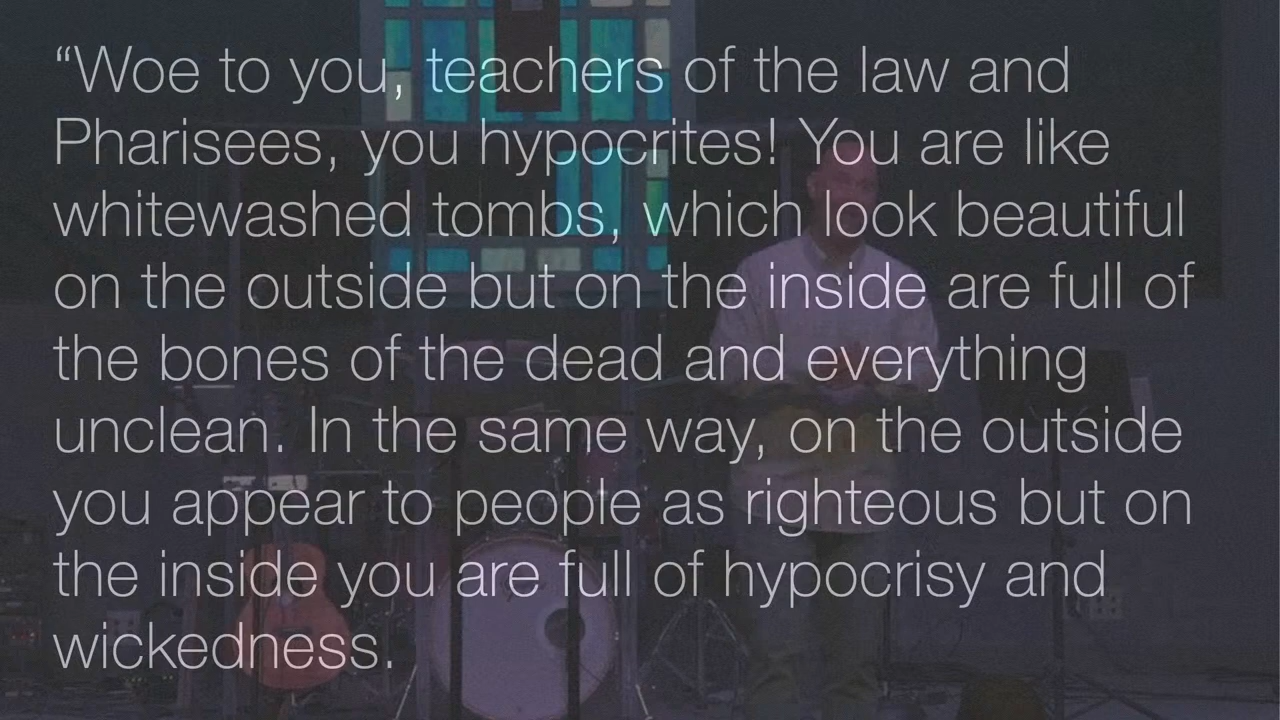 “Woe to you, teachers of the law and
Pharisees, you hypocrites! You are like
whitewashed tombs, which look beautiful
on the outside but on the inside are full of
the bones of the dead and everything
unclean. In the same way, on the outside
you appear to people as righteous but on
the inside you are full of hypocrisy and
wickedness.